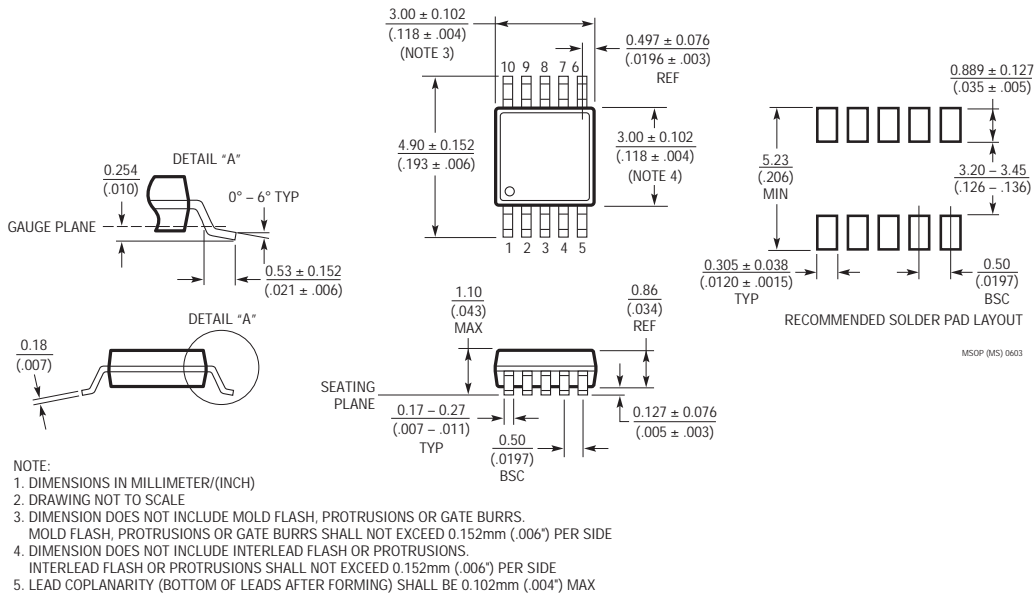 3.00 ± 0.102
(.118 ± .004)
(NOTE 3)
0.497 ± 0.076
(.0196 ± .003)
REF
10 9 8 7 6
4.90 ± 0.152
(.193 ± .006)
3.00 ± 0.102
(.118 ± .004)
(NOTE 4)
1 2 3 4 5
0.889 ± 0.127
(.035 ± .005)
5.23
(.206)
MIN
3.20 – 3.45
(.126 – .136)
0.305 ± 0.038
(.0120 ± .0015)
TYP
0.50
(.0197)
BSC
RECOMMENDED SOLDER PAD LAYOUT
MSOP (MS) 0603
DETAIL “A”
0.254
(.010)
0° – 6° TYP
GAUGE PLANE
0.53 ± 0.152
(.021 ± .006)
DETAIL “A”
0.18
(.007)
1.10
(.043)
MAX
0.86
(.034)
REF
SEATING
PLANE
0.17 – 0.27
(.007 – .011)
TYP
0.50
(.0197)
BSC
0.127 ± 0.076
(.005 ± .003)
NOTE:
1. DIMENSIONS IN MILLIMETER/(INCH)
2. DRAWING NOT TO SCALE
3. DIMENSION DOES NOT INCLUDE MOLD FLASH, PROTRUSIONS OR GATE BURRS.
MOLD FLASH, PROTRUSIONS OR GATE BURRS SHALL NOT EXCEED 0.152mm (.006") PER SIDE
4. DIMENSION DOES NOT INCLUDE INTERLEAD FLASH OR PROTRUSIONS.
INTERLEAD FLASH OR PROTRUSIONS SHALL NOT EXCEED 0.152mm (.006") PER SIDE
5. LEAD COPLANARITY (BOTTOM OF LEADS AFTER FORMING) SHALL BE 0.102mm (.004") MAX